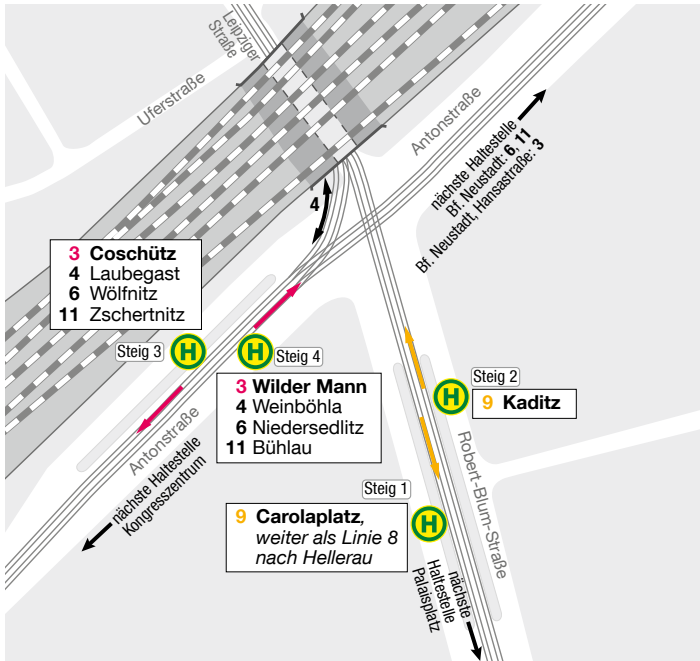 Leipziger
Straße
Uferstraße
Antonstraße
nächste Haltestelle
Bf. Neustadt: 6, 11
Bf. Neustadt, Hansastraße: 3
4
3 Coschütz
4 Laubegast
6 Wölfnitz
11 Zschertnitz
Steig 3
H
H
Steig 4
3 Wilder Mann
4 Weinböhla
6 Niedersedlitz
11 Bühlau
Steig 2
H
9 Kaditz
Antonstraße
nächste Haltestelle
Kongresszentrum
Robert-Blum-Straße
Steig 1
H
9 Carolaplatz,
weiter als Linie 8
nach Hellerau
nächste
Haltestelle
Palaisplatz